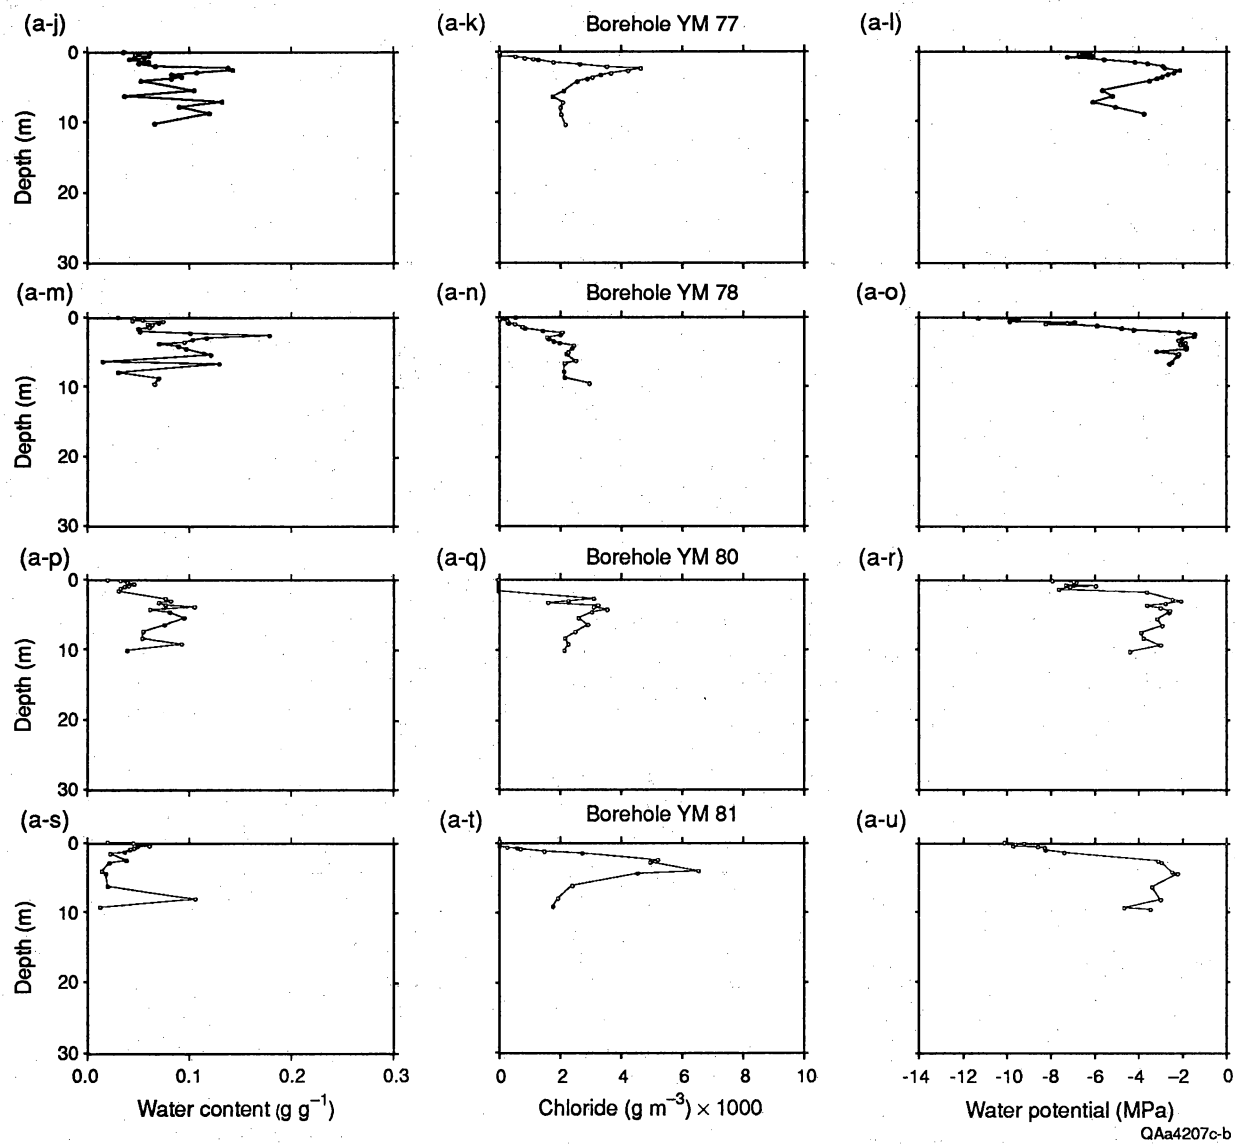 (a-j) (a-k) Borehole YM 77 (a-l)
0
10
20
30
Depth (m)
(a-m) (a-n) Borehole YM 78 (a-o)
0
10
20
30
Depth (m)
(a-p) (a-q) Borehole YM 80 (a-r)
0
10
20
30
Depth (m)
(a-s) (a-t) Borehole YM 81 (a-u)
0
10
20
30
Depth (m)
0.0 0.1 0.2 0.3 0 2 4 6 8 10 -14 -12 -10 -8 -6 -4 -2 0
Water content (g g⁻¹) Chloride (g m⁻³) × 1000 Water potential (MPa)
QAa4207c-b